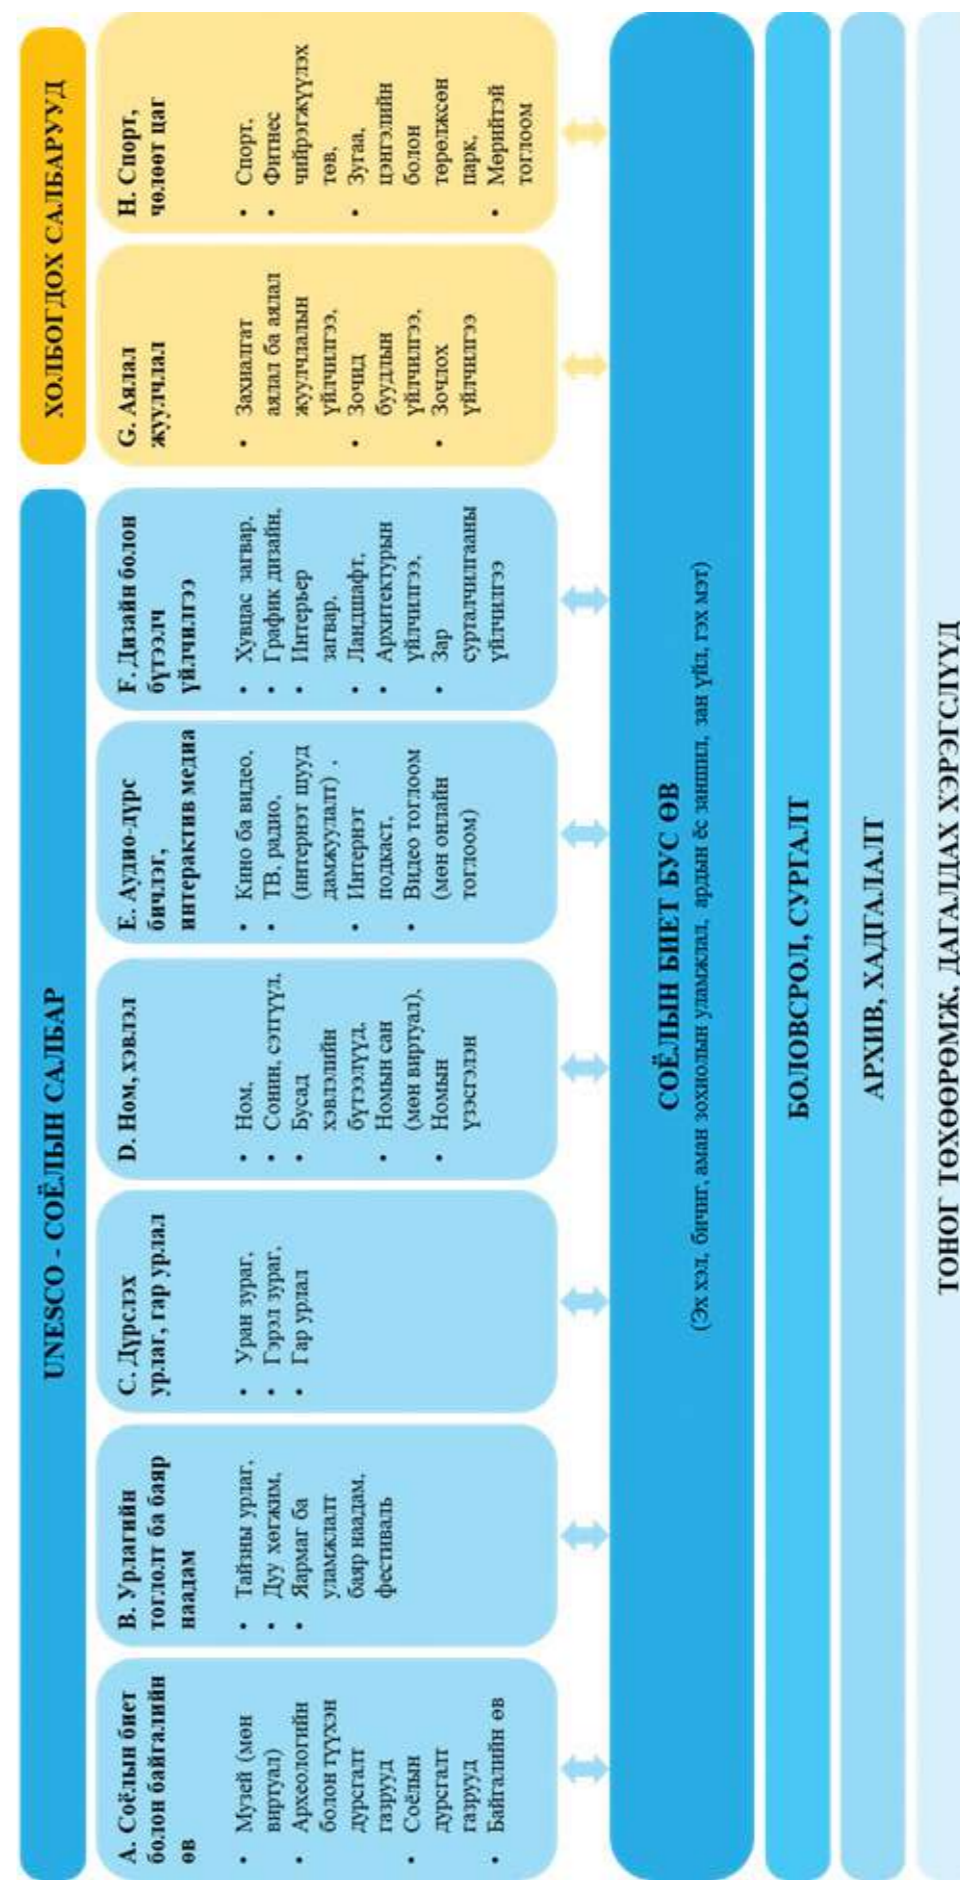 UNESCO - СОЁЛЫН САЛБАР
ХОЛБОГДОХ САЛБАРУУД
A. Соёлын биет
болон байгалийн
өв
• Музей (мөн
виртуал)
• Археологийн
болон түүхэн
дурсгалт
газрууд
• Соёлын
дурсгалт
газрууд
• Байгалийн өв
B. Урлагийн
тоглолт ба баяр
наадам
• Тайзны урлаг,
• Дуу хөгжим,
• Яармаг ба
уламжлалт
баяр наадам,
фестиваль
C. Дүрслэх
урлаг, гар урлал
• Уран зураг,
• Гэрэл зураг,
• Гар урлал
D. Ном, хэвлэл
• Ном,
• Сонин, сэтгүүл,
• Бусад
хэвлэлийн
бүтээлүүд,
• Номын сан
(мөн виртуал),
• Номын
үзэсгэлэн
E. Аудио-дүрс
бичлэг,
интерактив медиа
• Кино ба видео,
• ТВ, радио,
(интернэт шууд
дамжуулалт) ,
• Интернэт
подкаст,
• Видео тоглоом
(мөн онлайн
тоглоом)
F. Дизайн болон
бүтээлч
үйлчилгээ
• Хувцас загвар,
• График дизайн,
• Интерьер
загвар,
• Ландшафт,
• Архитектурын
үйлчилгээ,
• Зар
сурталчилгааны
үйлчилгээ
G. Аялал
жуулчлал
• Захиалгат
аялал ба аялал
жуулчлалын
үйлчилгээ,
• Зочид
буудлын
үйлчилгээ,
• Зочлох
үйлчилгээ
H. Спорт,
чөлөөт цаг
• Спорт,
• Фитнес
чийрэгжүүлэх
төв,
• Зугаа,
цэнгэлийн
болон
төрөлжсөн
парк,
• Мөрийтэй
тоглоом
СОЁЛЫН БИЕТ БУС ӨВ
(Эх хэл, бичиг, аман зохиолын уламжлал, ардын ёс заншил, зан үйл, гэх мэт)
БОЛОВСРОЛ, СУРГАЛТ
АРХИВ, ХАДГАЛАЛТ
ТОНОГ ТӨХӨӨРӨМЖ, ДАГАЛДАХ ХЭРЭГСЛҮҮД